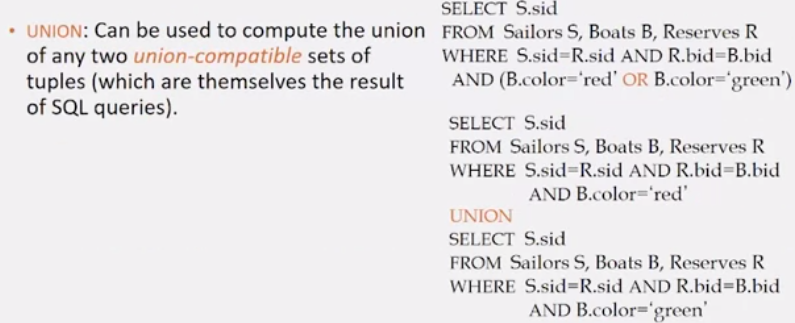 • UNION: Can be used to compute the union
of any two union-compatible sets of
tuples (which are themselves the result
of SQL queries).
SELECT S.sid
FROM Sailors S, Boats B, Reserves R
WHERE S.sid=R.sid AND R.bid=B.bid
AND (B.color=‘red’ OR B.color=‘green’)
SELECT S.sid
FROM Sailors S, Boats B, Reserves R
WHERE S.sid=R.sid AND R.bid=B.bid
AND B.color=‘red’
UNION
SELECT S.sid
FROM Sailors S, Boats B, Reserves R
WHERE S.sid=R.sid AND R.bid=B.bid
AND B.color=‘green’